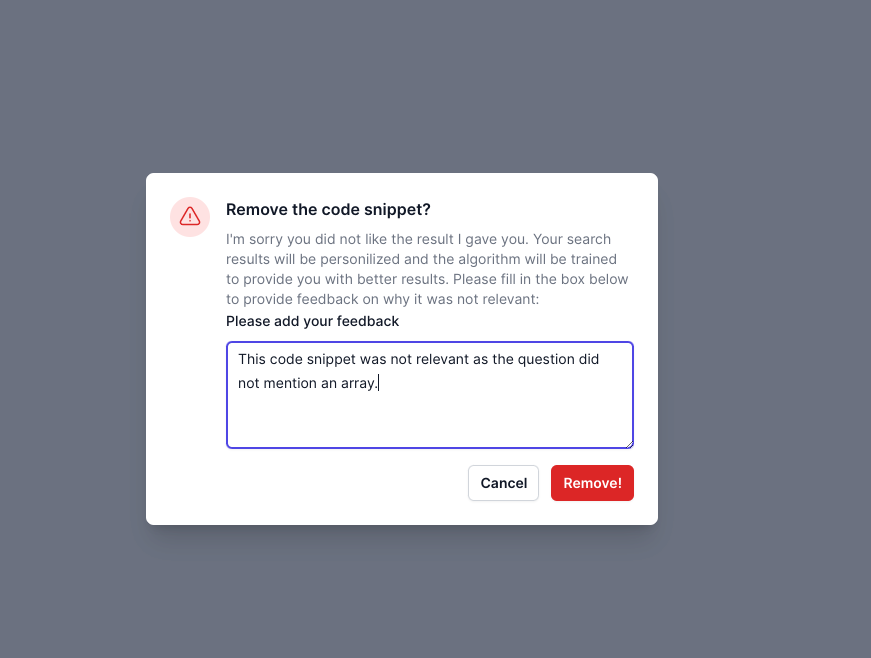 Remove the code snippet?
I'm sorry you did not like the result I gave you. Your search
results will be personilized and the algorithm will be trained
to provide you with better results. Please fill in the box below
to provide feedback on why it was not relevant:
Please add your feedback
This code snippet was not relevant as the question did
not mention an array.
Cancel
Remove!